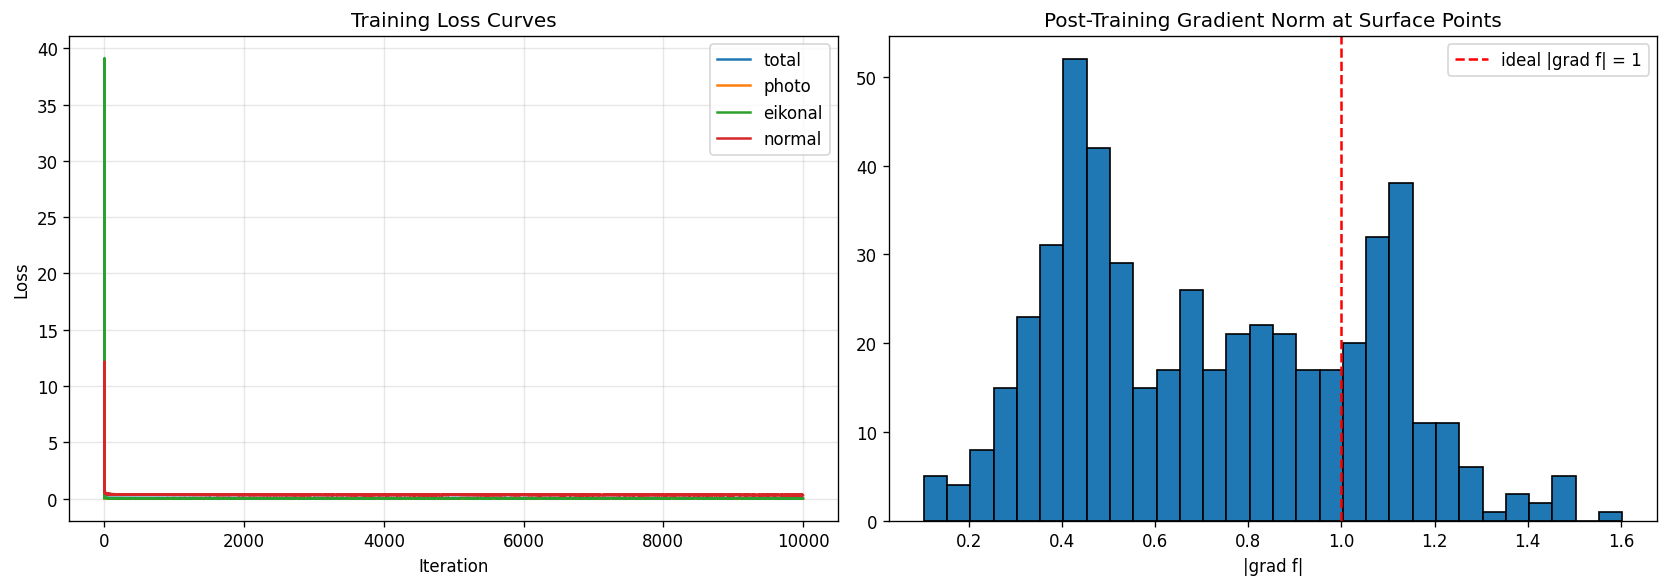 Training Loss Curves
40
35
30
25
20
15
10
5
0
Loss
0 2000 4000 6000 8000 10000
Iteration
total
photo
eikonal
normal
Post-Training Gradient Norm at Surface Points
50
40
30
20
10
0
0.2 0.4 0.6 0.8 1.0 1.2 1.4 1.6
|grad f|
ideal |grad f| = 1